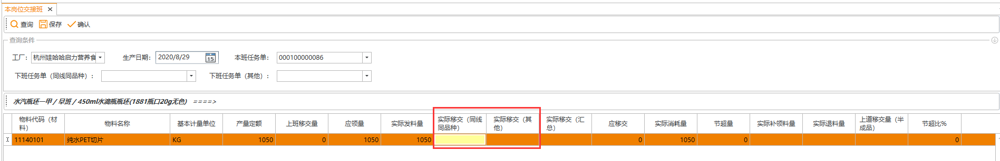 本岗位交接班
查询 保存 确认
查询条件
工厂： 杭州娃哈哈启力营养食 生产日期： 2020/8/29 15 本班任务单： 000100000086
下班任务单（同线同品种）： 下班任务单（其他）：
水汽瓶坯一甲 / 早班 / 450ml水滴瓶瓶坯(1881瓶口20g无色) ====>
物料代码（材料） 物料名称 基本计量单位 产量定额 上班移交量 应领量 实际发料量 实际移交（同线同品种） 实际移交（其他） 实际移交（汇总） 应移交 实际消耗量 节超量 实际补领料量 实际退料量 上道移交量（半成品） 节超比%
11140101 纯水PET切片 KG 1050 0 1050 1050 0 1050 0 0